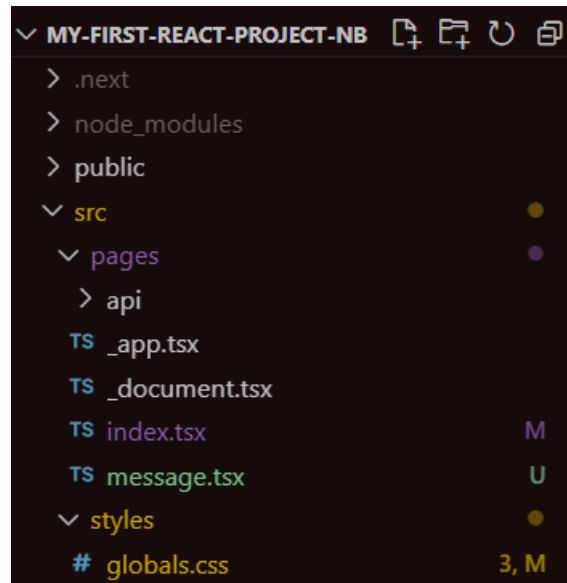 MY-FIRST-REACT-PROJECT-NB
.next
node_modules
public
src
pages
api
TS _app.tsx
TS _document.tsx
TS index.tsx M
TS message.tsx U
styles
# globals.css 3, M